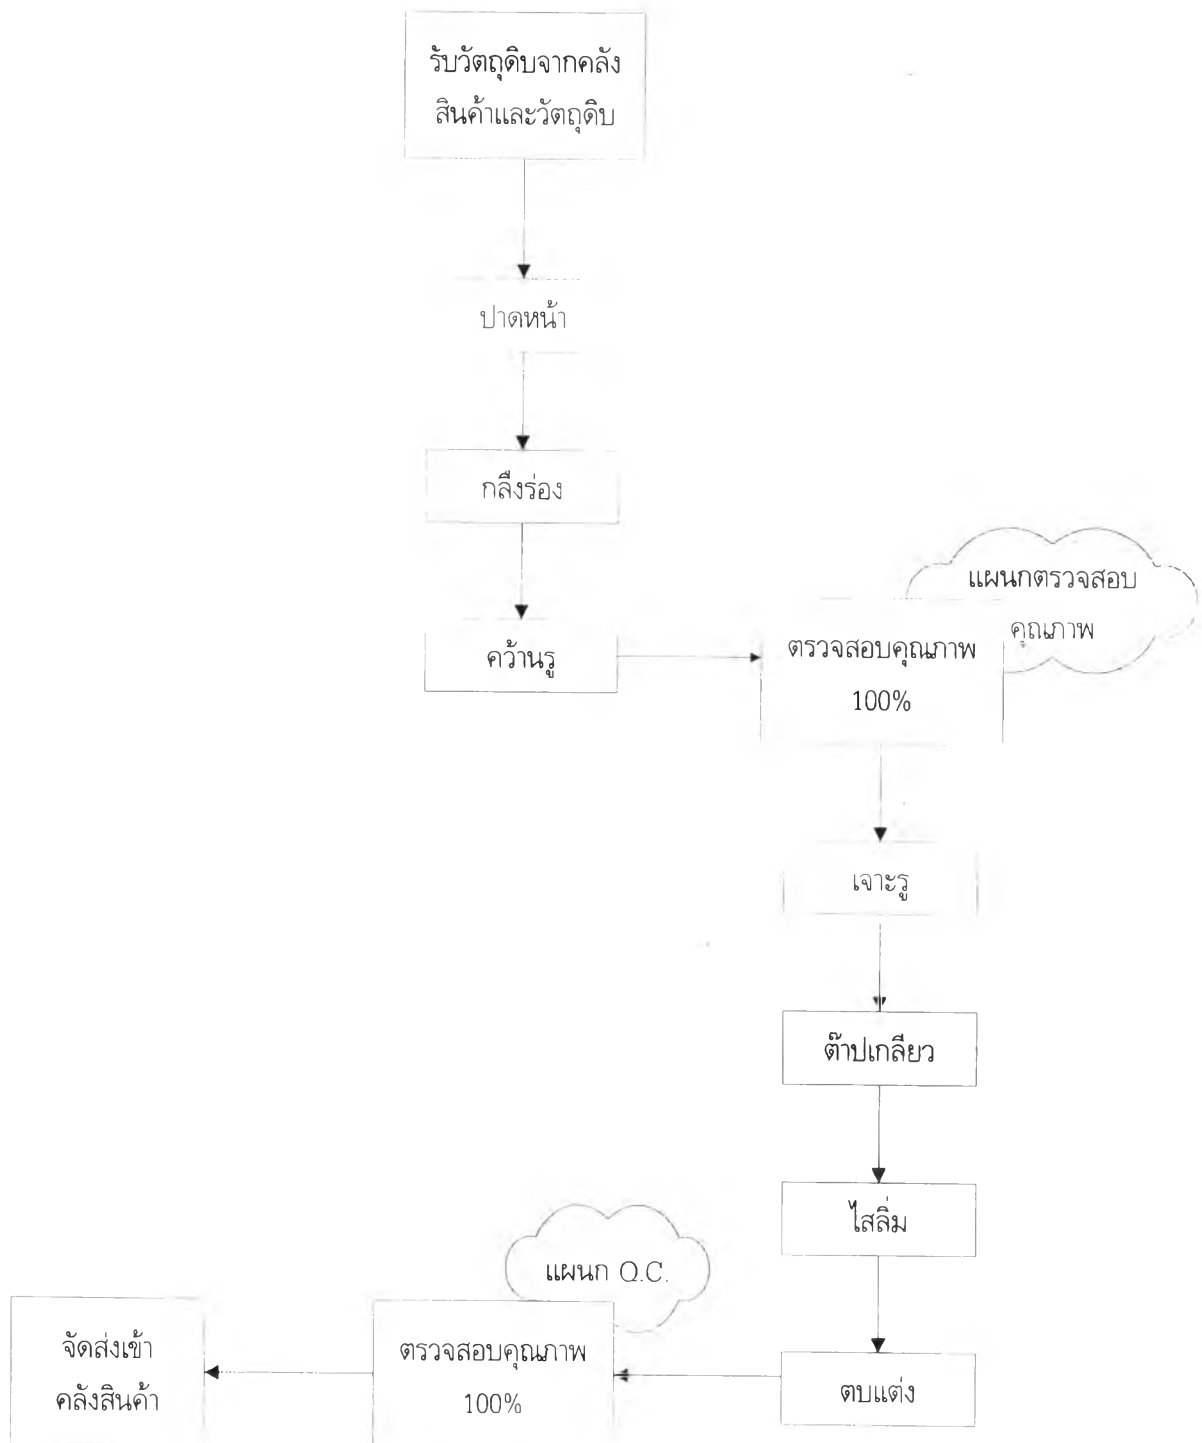 รับวัตถุดิบจากคลัง
สินค้าและวัตถุดิบ
ปาดหน้า
กลึงร่อง
คว้านรู
แผนกตรวจสอบ
คุณภาพ
ตรวจสอบคุณภาพ
100%
เจาะรู
ต๊าปเกลียว
ไสลิ่ม
ตบแต่ง
แผนก Q.C.
ตรวจสอบคุณภาพ
100%
จัดส่งเข้า
คลังสินค้า